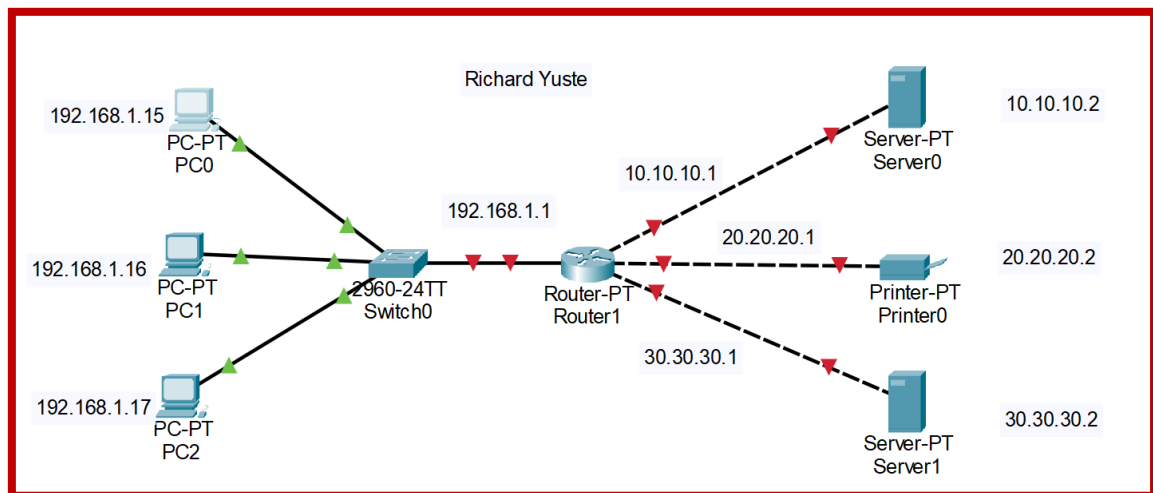 Richard Yuste
192.168.1.15
PC-PT
PC0
192.168.1.16
PC-PT
PC1
192.168.1.17
PC-PT
PC2
2960-24TT
Switch0
192.168.1.1
Router-PT
Router1
10.10.10.1
20.20.20.1
30.30.30.1
Server-PT
Server0
10.10.10.2
Printer-PT
Printer0
20.20.20.2
Server-PT
Server1
30.30.30.2